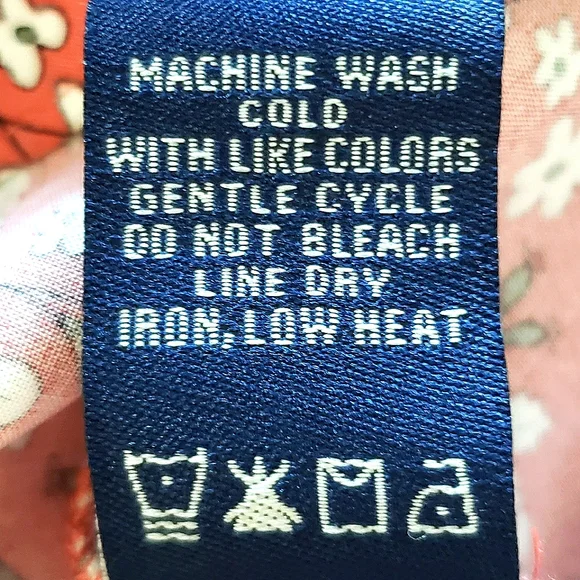 MACHINE WASH
COLD
WITH LIKE COLORS
GENTLE CYCLE
DO NOT BLEACH
LINE DRY
IRON, LOW HEAT